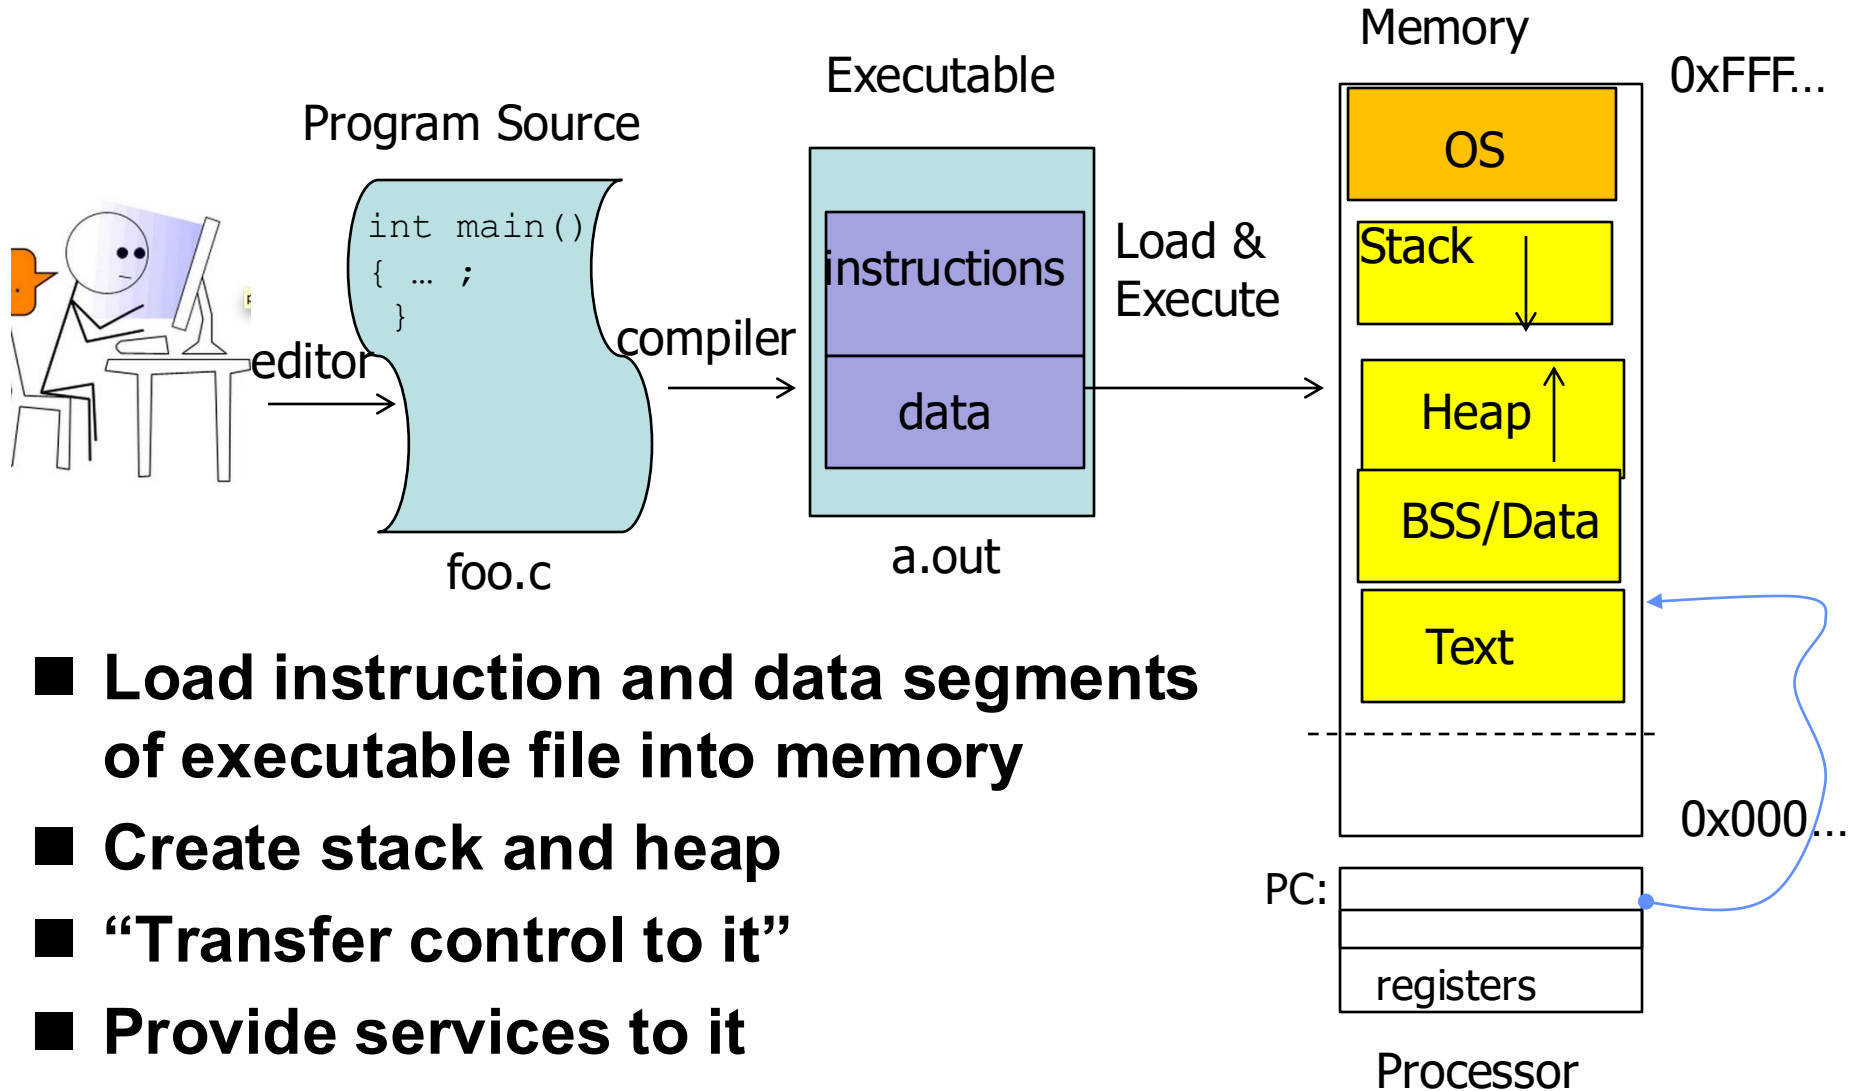 Memory
0xFFF...
Executable
Program Source
OS
int main()
{ … ;
}
Stack
instructions
Load &
Execute
editor
compiler
data
Heap
BSS/Data
foo.c
a.out
Text
■ Load instruction and data segments
of executable file into memory
■ Create stack and heap
■ “Transfer control to it”
■ Provide services to it
0x000...
PC:
registers
Processor